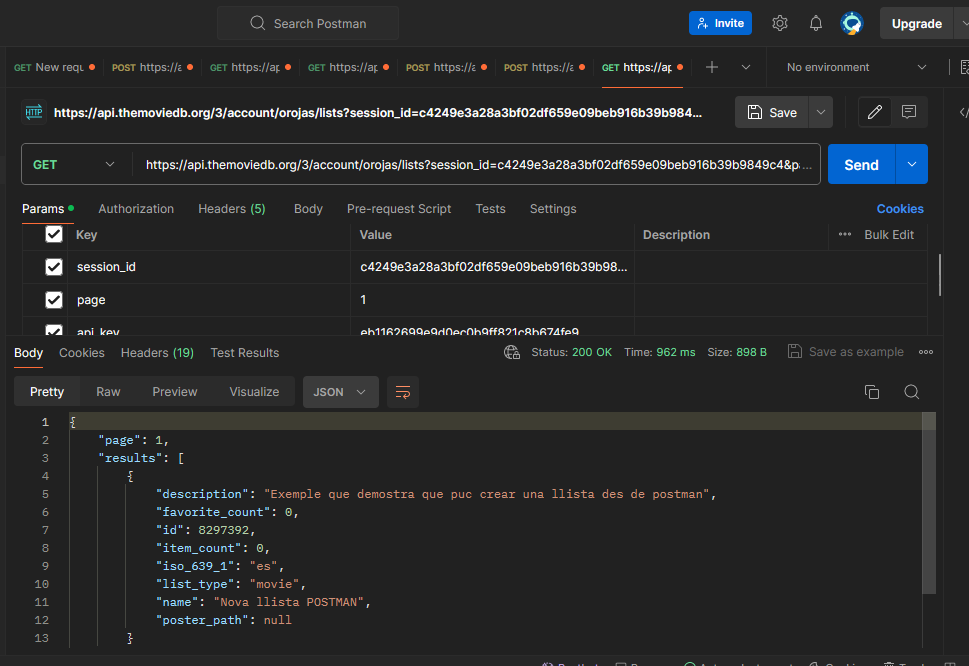 Search Postman
Invite
Upgrade
GET New requ
POST https://a
GET https://ap
GET https://ap
POST https://a
POST https://a
GET https://ap
No environment
HTTP
https://api.themoviedb.org/3/account/orojas/lists?session_id=c4249e3a28a3bf02df659e09beb916b39b984...
Save
GET
https://api.themoviedb.org/3/account/orojas/lists?session_id=c4249e3a28a3bf02df659e09beb916b39b9849c4&p...
Send
Params
Authorization
Headers (5)
Body
Pre-request Script
Tests
Settings
Cookies
Key
Value
Description
Bulk Edit
session_id
c4249e3a28a3bf02df659e09beb916b39b98...
page
1
api_key
eb1162699e9d0ec0b9ff821c8b674fe9
Body
Cookies
Headers (19)
Test Results
Status: 200 OK
Time: 962 ms
Size: 898 B
Save as example
Pretty
Raw
Preview
Visualize
JSON
1 {
2 "page": 1,
3 "results": [
4 {
5 "description": "Exemple que demostra que puc crear una llista des de postman",
6 "favorite_count": 0,
7 "id": 8297392,
8 "item_count": 0,
9 "iso_639_1": "es",
10 "list_type": "movie",
11 "name": "Nova llista POSTMAN",
12 "poster_path": null
13 }